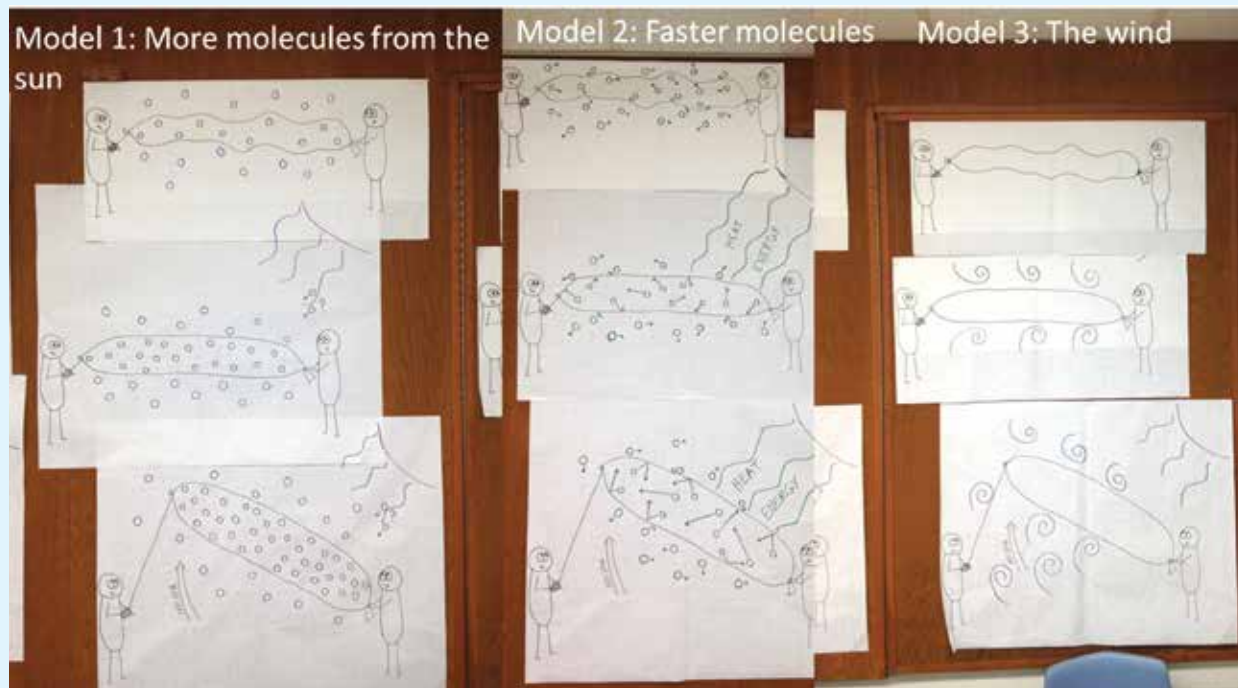 Model 1: More molecules from the
sun
Model 2: Faster molecules
Model 3: The wind
HEAT
ENERGY
?
?
HEAT
ENERGY
?